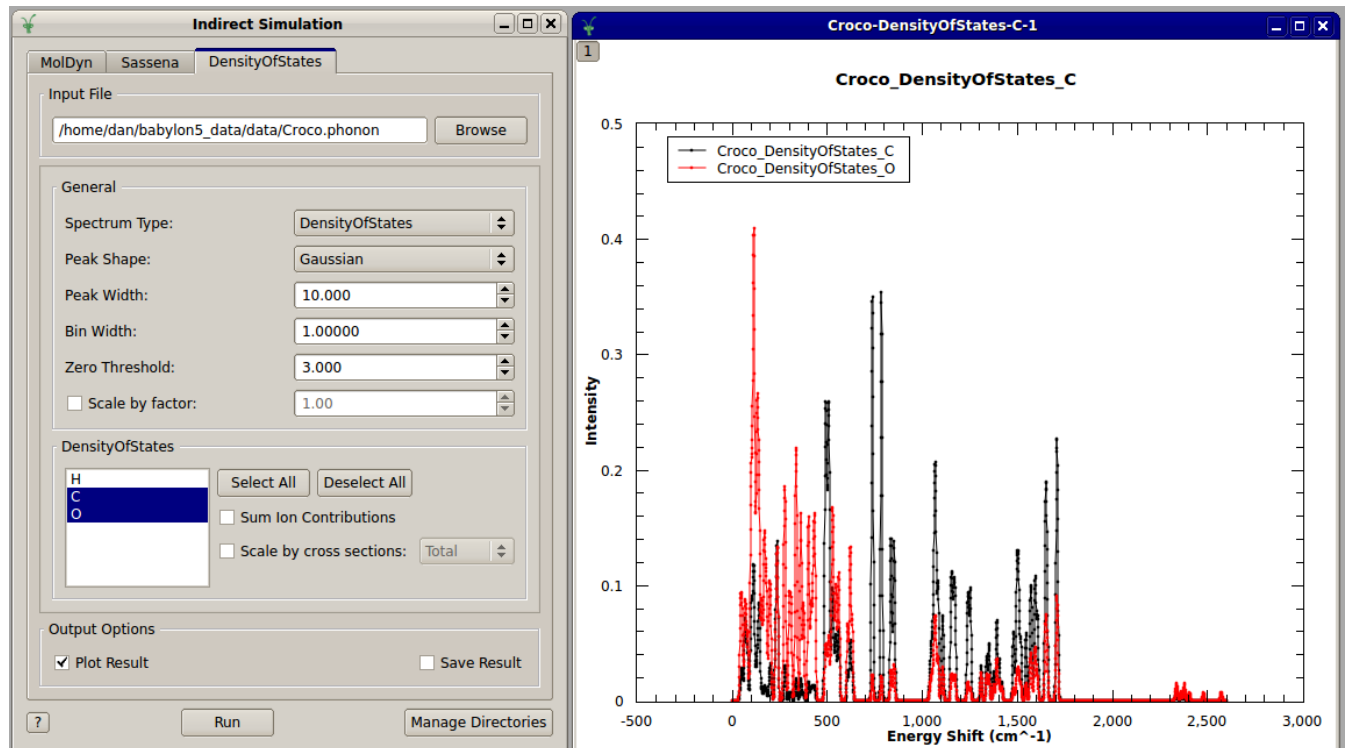 Indirect Simulation
MolDyn Sassena DensityOfStates
Input File
/home/dan/babylon5_data/data/Croco.phonon Browse
General
Spectrum Type: DensityOfStates
Peak Shape: Gaussian
Peak Width: 10.000
Bin Width: 1.00000
Zero Threshold: 3.000
Scale by factor: 1.00
DensityOfStates
H
C
O
Select All Deselect All
Sum Ion Contributions
Scale by cross sections: Total
Output Options
Plot Result Save Result
? Run Manage Directories
Croco-DensityOfStates-C-1
1
Croco_DensityOfStates_C
Croco_DensityOfStates_C
Croco_DensityOfStates_O
0.5
0.4
0.3
0.2
0.1
0
Intensity
-500 0 500 1,000 1,500 2,000 2,500 3,000
Energy Shift (cm^-1)